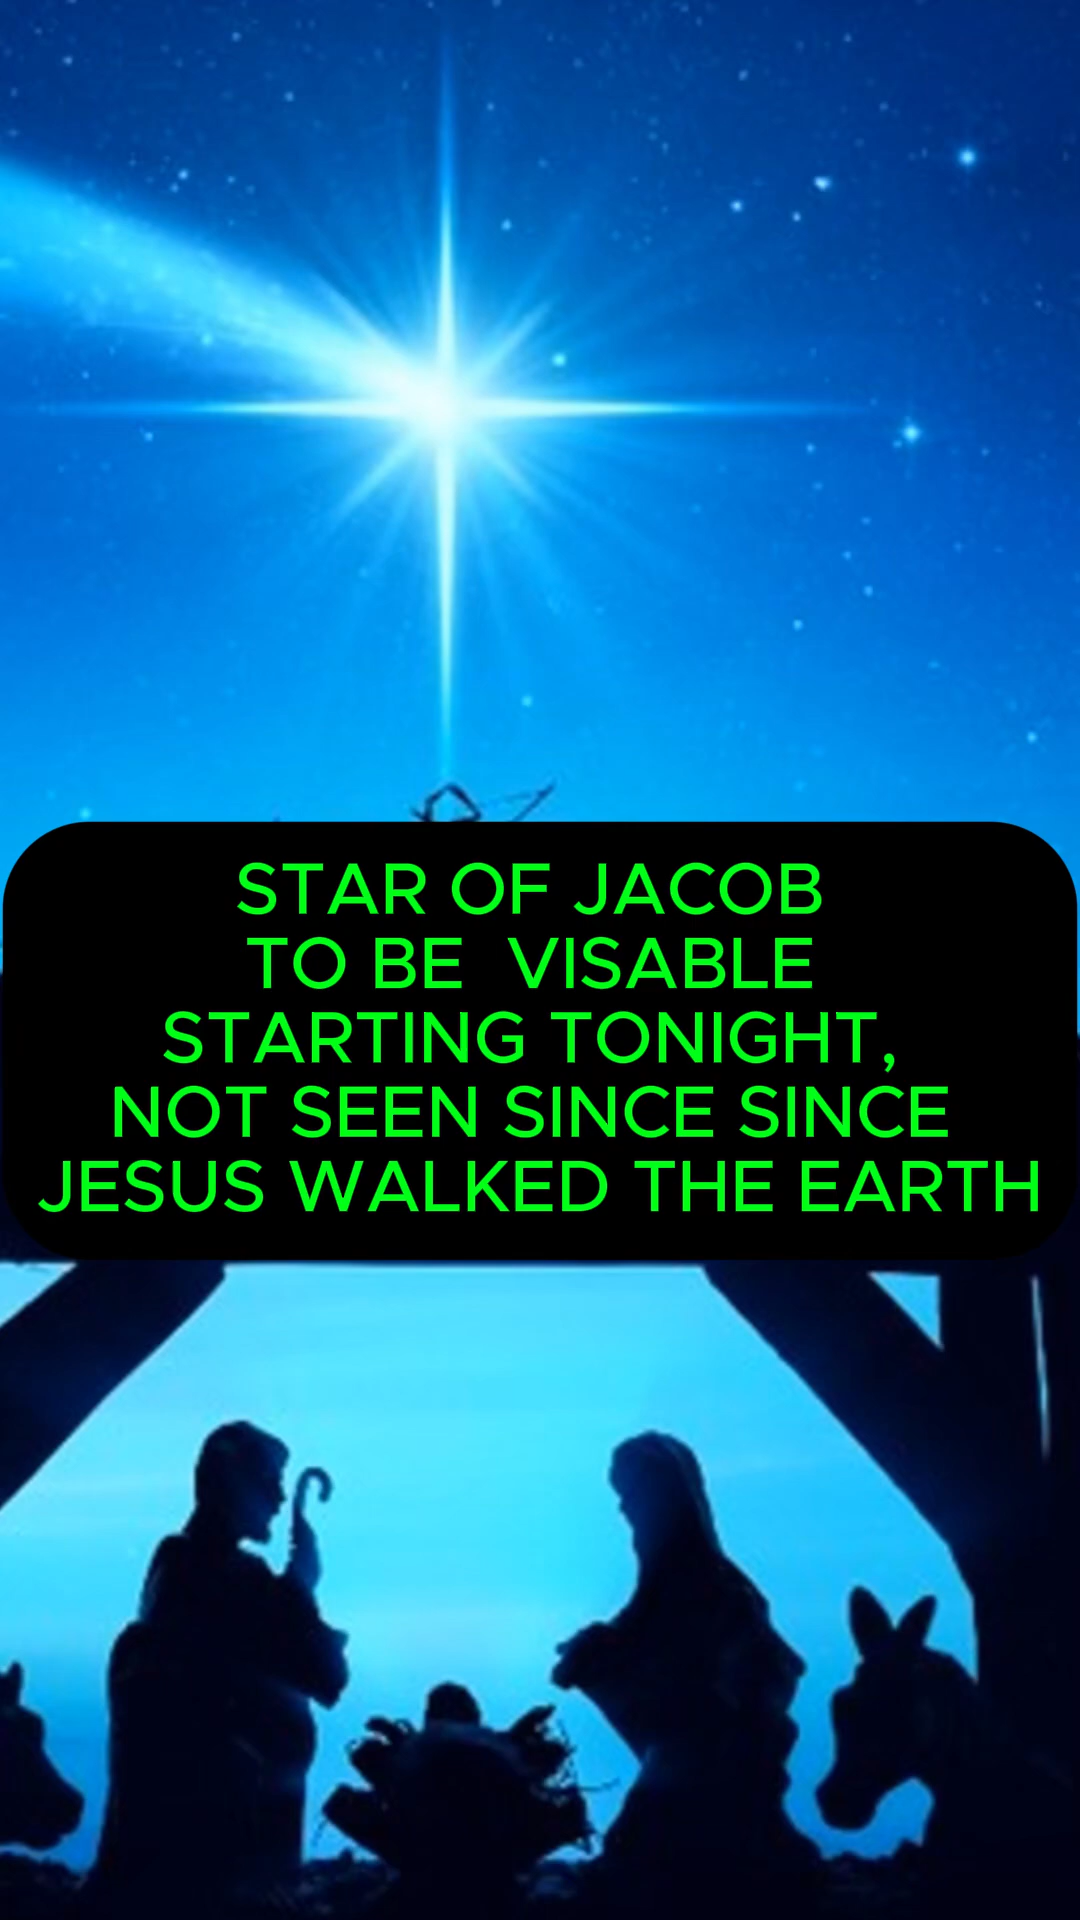 STAR OF JACOB
TO BE  VISABLE
STARTING TONIGHT,
NOT SEEN SINCE SINCE
JESUS WALKED THE EARTH